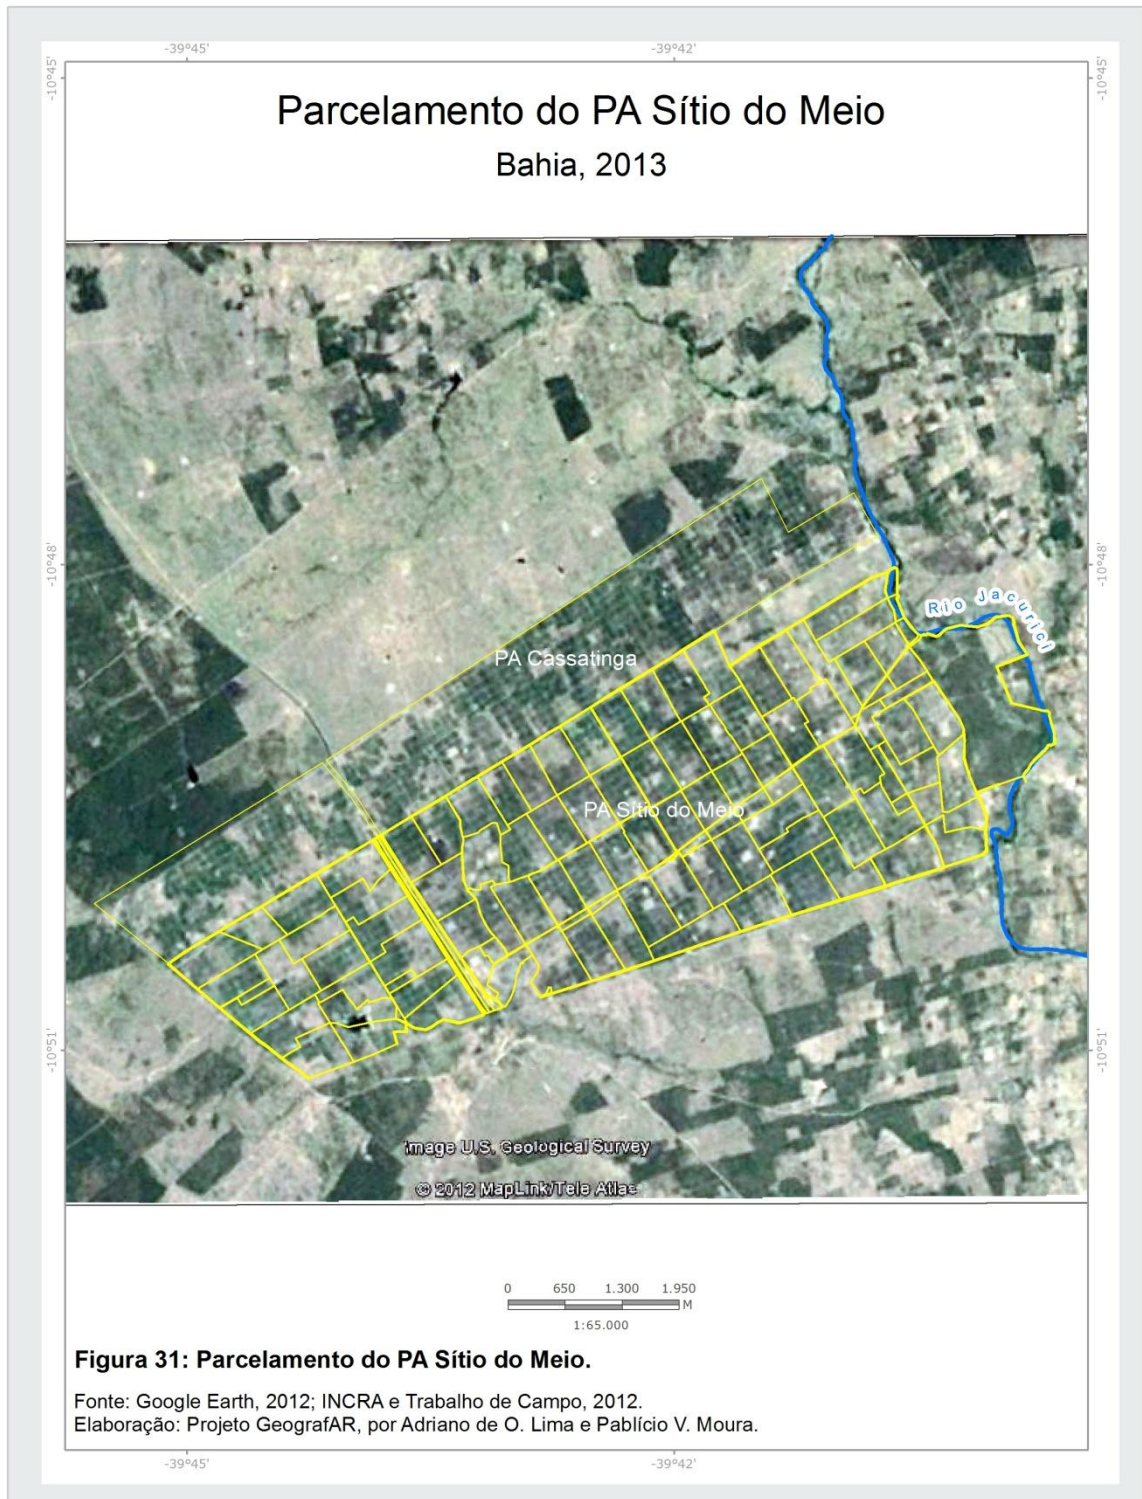 -39°45' -39°42'
-10°45' -10°45'
Parcelamento do PA Sítio do Meio
Bahia, 2013
-10°48' -10°48'
Rio Jacurici
PA Cassatinga
PA Sítio do Meio
-10°51' -10°51'
Image U.S. Geological Survey
© 2012 MapLink/Tele Atlas
0 650 1.300 1.950
M
1:65.000
Figura 31: Parcelamento do PA Sítio do Meio.
Fonte: Google Earth, 2012; INCRA e Trabalho de Campo, 2012.
Elaboração: Projeto GeografAR, por Adriano de O. Lima e Pablício V. Moura.
-39°45' -39°42'